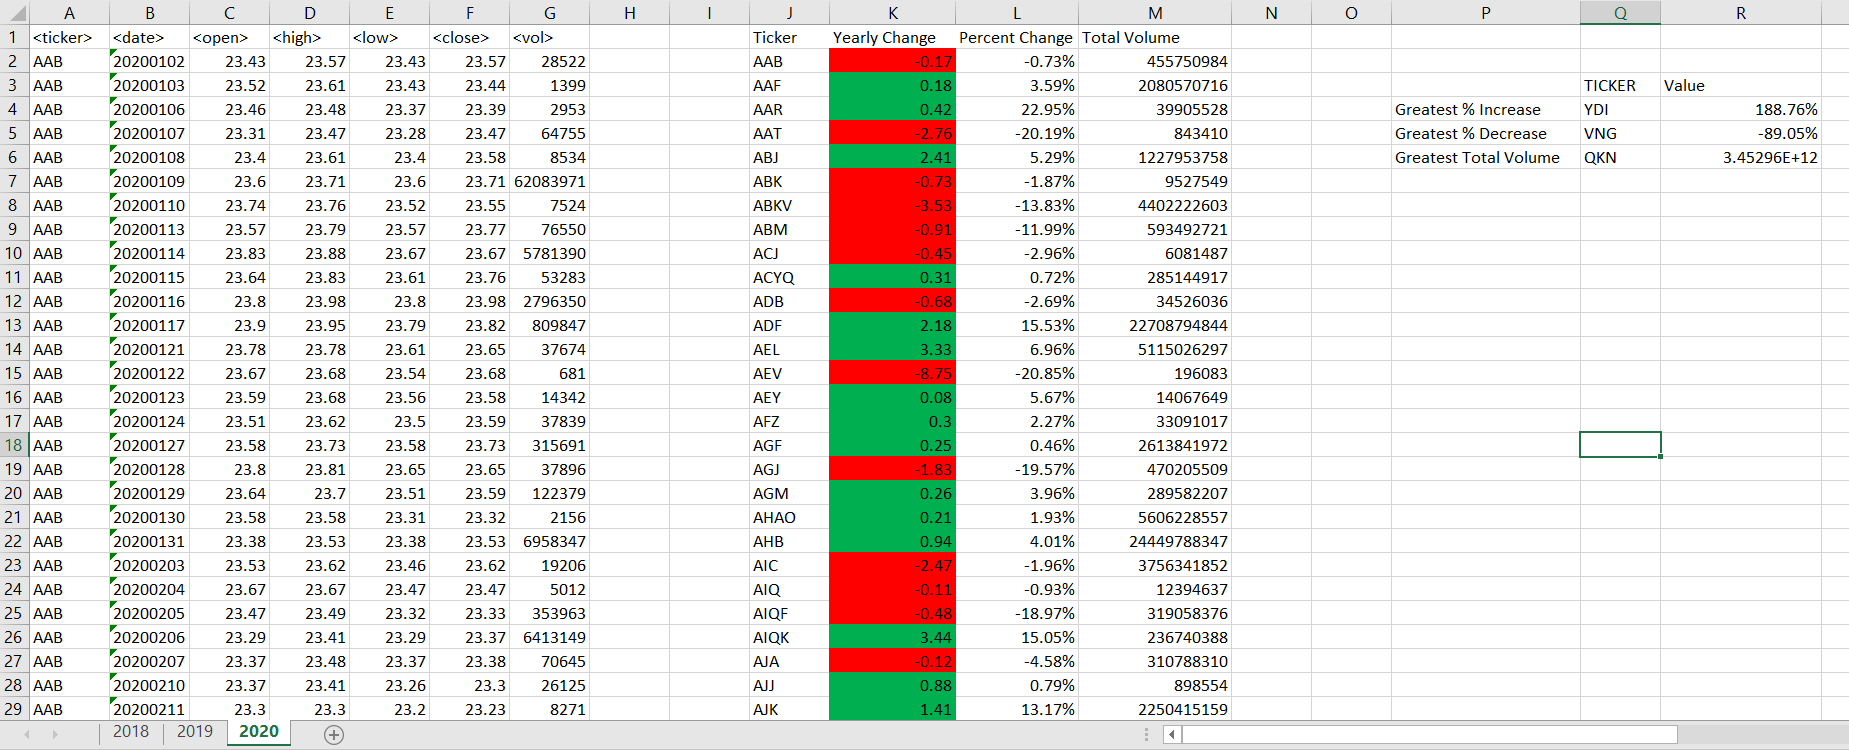 A B C D E F G H I J K L M N O P Q R
1 <ticker> <date> <open> <high> <low> <close> <vol> Ticker Yearly Change Percent Change Total Volume
2 AAB 20200102 23.43 23.57 23.43 23.57 28522 AAB -0.17 -0.73% 455750984
3 AAB 20200103 23.52 23.61 23.43 23.44 1399 AAF 0.18 3.59% 2080570716 TICKER Value
4 AAB 20200106 23.46 23.48 23.37 23.39 2953 AAR 0.42 22.95% 39905528 Greatest % Increase YDI 188.76%
5 AAB 20200107 23.31 23.47 23.28 23.47 64755 AAT -2.76 -20.19% 843410 Greatest % Decrease VNG -89.05%
6 AAB 20200108 23.4 23.61 23.4 23.58 8534 ABJ 2.41 5.29% 1227953758 Greatest Total Volume QKN 3.45296E+12
7 AAB 20200109 23.6 23.71 23.6 23.71 62083971 ABK -0.73 -1.87% 9527549
8 AAB 20200110 23.74 23.76 23.52 23.55 7524 ABKV -3.53 -13.83% 4402222603
9 AAB 20200113 23.57 23.79 23.57 23.77 76550 ABM -0.91 -11.99% 593492721
10 AAB 20200114 23.83 23.88 23.67 23.67 5781390 ACJ -0.45 -2.96% 6081487
11 AAB 20200115 23.64 23.83 23.61 23.76 53283 ACYQ 0.31 0.72% 285144917
12 AAB 20200116 23.8 23.98 23.8 23.98 2796350 ADB -0.68 -2.69% 34526036
13 AAB 20200117 23.9 23.95 23.79 23.82 809847 ADF 2.18 15.53% 22708794844
14 AAB 20200121 23.78 23.78 23.61 23.65 37674 AEL 3.33 6.96% 5115026297
15 AAB 20200122 23.67 23.68 23.54 23.68 681 AEV -8.75 -20.85% 196083
16 AAB 20200123 23.59 23.68 23.56 23.58 14342 AEY 0.08 5.67% 14067649
17 AAB 20200124 23.51 23.62 23.5 23.59 37839 AFZ 0.3 2.27% 33091017
18 AAB 20200127 23.58 23.73 23.58 23.73 315691 AGF 0.25 0.46% 2613841972
19 AAB 20200128 23.8 23.81 23.65 23.65 37896 AGJ -1.83 -19.57% 470205509
20 AAB 20200129 23.64 23.7 23.51 23.59 122379 AGM 0.26 3.96% 289582207
21 AAB 20200130 23.58 23.58 23.31 23.32 2156 AHAO 0.21 1.93% 5606228557
22 AAB 20200131 23.38 23.53 23.38 23.53 6958347 AHB 0.94 4.01% 24449788347
23 AAB 20200203 23.53 23.62 23.46 23.62 19206 AIC -2.47 -1.96% 3756341852
24 AAB 20200204 23.67 23.67 23.47 23.47 5012 AIQ -0.11 -0.93% 12394637
25 AAB 20200205 23.47 23.49 23.32 23.33 353963 AIQF -0.48 -18.97% 319058376
26 AAB 20200206 23.29 23.41 23.29 23.37 6413149 AIQK 3.44 15.05% 236740388
27 AAB 20200207 23.37 23.48 23.37 23.38 70645 AJA -0.12 -4.58% 310788310
28 AAB 20200210 23.37 23.41 23.26 23.3 26125 AJJ 0.88 0.79% 898554
29 AAB 20200211 23.3 23.3 23.2 23.23 8271 AJK 1.41 13.17% 2250415159
2018 2019 2020